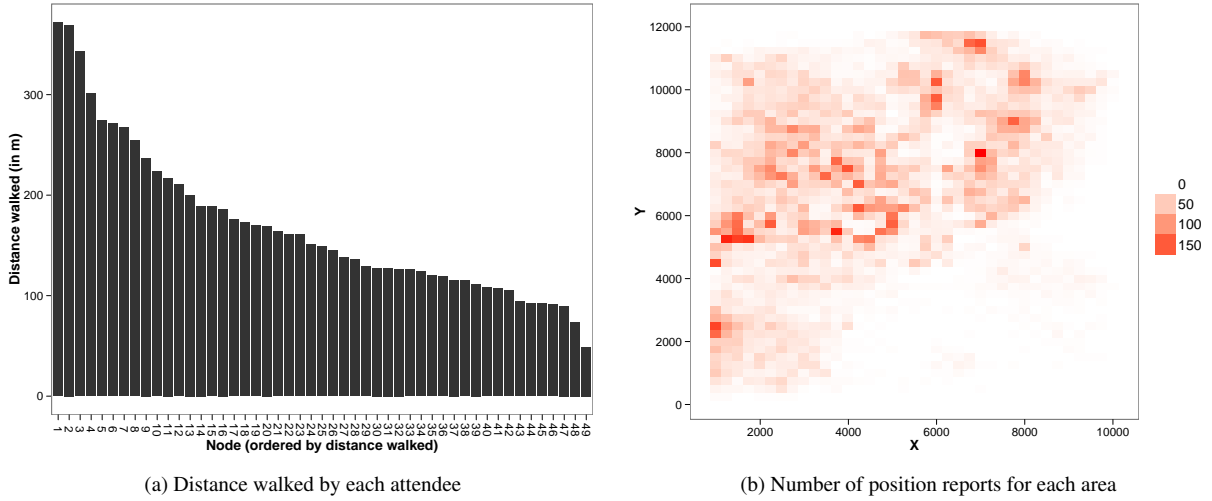 Distance walked (in m)
300
200
100
0
1 2 3 4 5 6 7 8 9 10 11 12 13 14 15 16 17 18 19 20 21 22 23 24 25 26 27 28 29 30 31 32 33 34 35 36 37 38 39 40 41 42 43 44 45 46 47 48 49
Node (ordered by distance walked)
(a) Distance walked by each attendee
Y
12000
10000
8000
6000
4000
2000
0
2000 4000 6000 8000 10000
X
0
50
100
150
(b) Number of position reports for each area